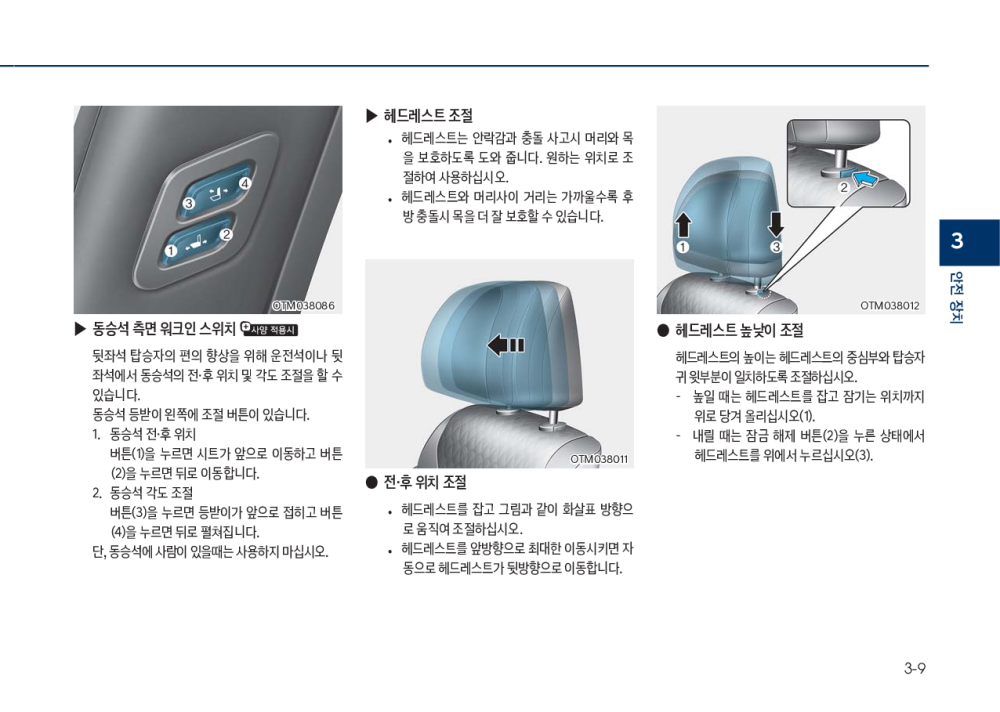 ③
④
①
②
OTM038086
▶ 동승석 측면 워크인 스위치 사양 적용시
뒷좌석 탑승자의 편의 향상을 위해 운전석이나 뒷
좌석에서 동승석의 전·후 위치 및 각도 조절을 할 수
있습니다.
동승석 등받이 왼쪽에 조절 버튼이 있습니다.
1. 동승석 전·후 위치
버튼(1)을 누르면 시트가 앞으로 이동하고 버튼
(2)을 누르면 뒤로 이동합니다.
2. 동승석 각도 조절
버튼(3)을 누르면 등받이가 앞으로 접히고 버튼
(4)을 누르면 뒤로 펼쳐집니다.
단, 동승석에 사람이 있을때는 사용하지 마십시오.
▶ 헤드레스트 조절
• 헤드레스트는 안락감과 충돌 사고시 머리와 목
을 보호하도록 도와 줍니다. 원하는 위치로 조
절하여 사용하십시오.
• 헤드레스트와 머리사이 거리는 가까울수록 후
방 충돌시 목을 더 잘 보호할 수 있습니다.
OTM038011
● 전·후 위치 조절
• 헤드레스트를 잡고 그림과 같이 화살표 방향으
로 움직여 조절하십시오.
• 헤드레스트를 앞방향으로 최대한 이동시키면 자
동으로 헤드레스트가 뒷방향으로 이동합니다.
②
①
③
OTM038012
● 헤드레스트 높낮이 조절
헤드레스트의 높이는 헤드레스트의 중심부와 탑승자
귀 윗부분이 일치하도록 조절하십시오.
- 높일 때는 헤드레스트를 잡고 잠기는 위치까지
위로 당겨 올리십시오(1).
- 내릴 때는 잠금 해제 버튼(2)을 누른 상태에서
헤드레스트를 위에서 누르십시오(3).
3
안전 장치
3-9